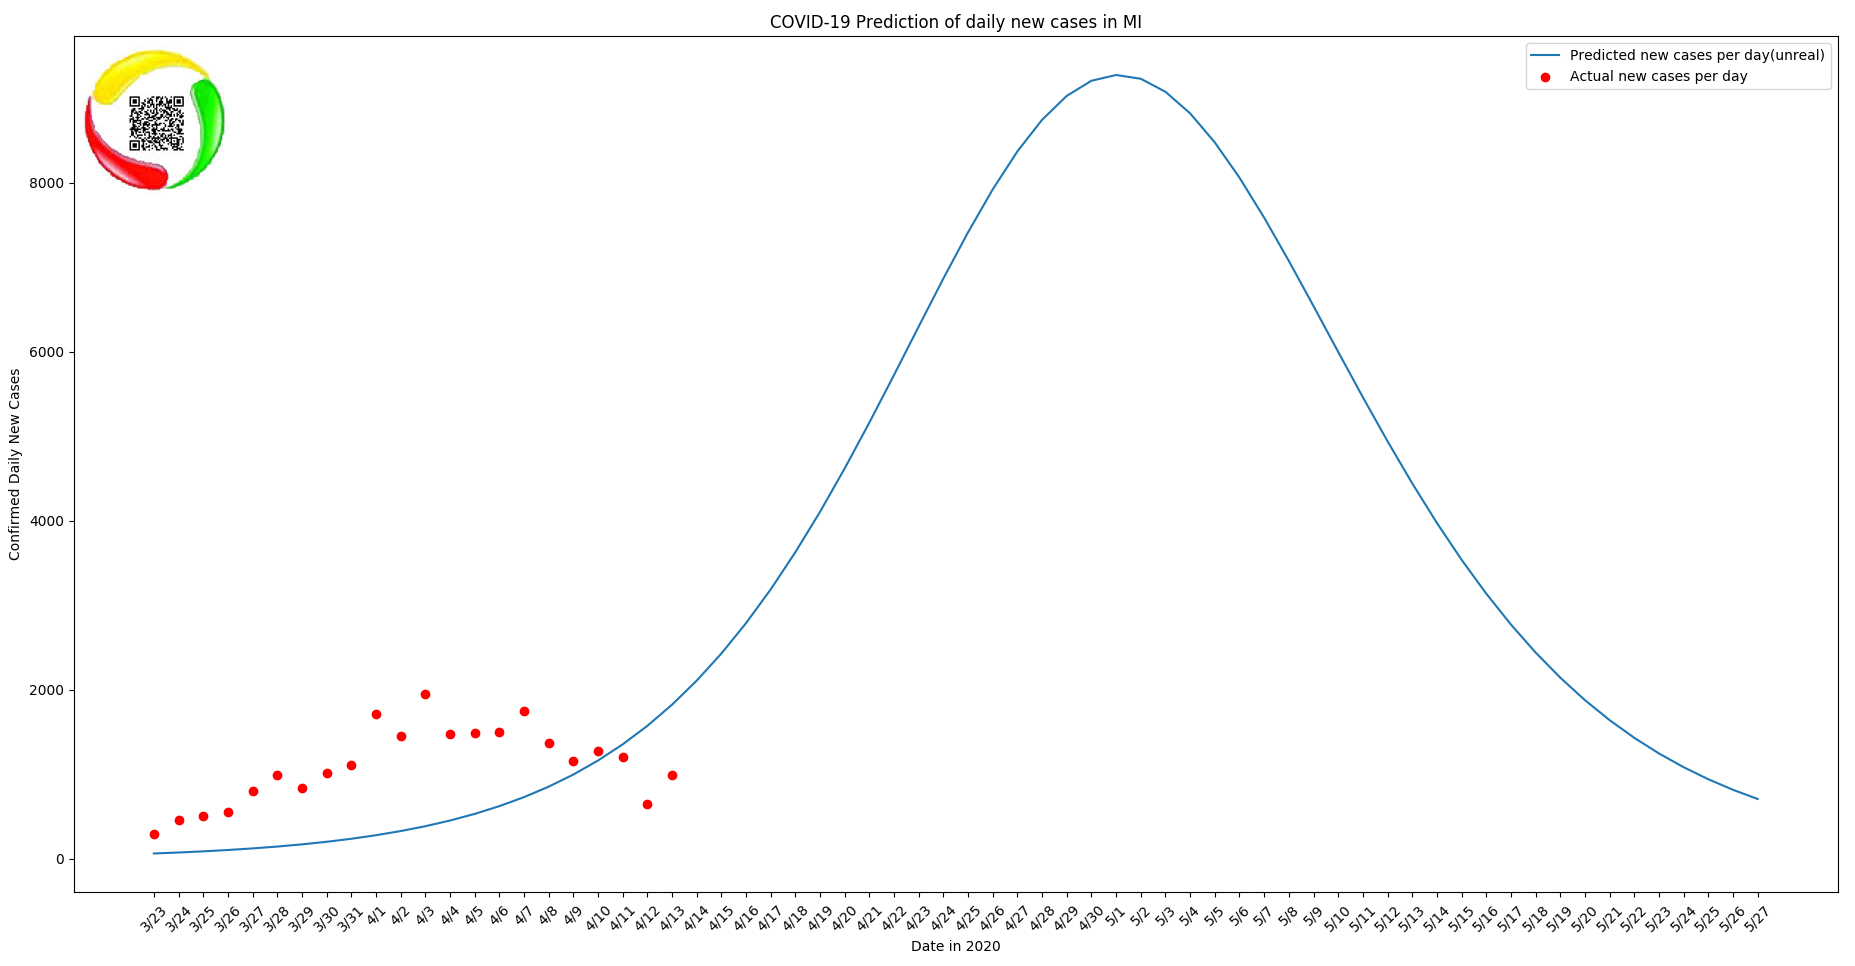 COVID-19 Prediction of daily new cases in MI
Predicted new cases per day(unreal)
Actual new cases per day
Confirmed Daily New Cases
8000
6000
4000
2000
0
3/23 3/24 3/25 3/26 3/27 3/28 3/29 3/30 3/31 4/1 4/2 4/3 4/4 4/5 4/6 4/7 4/8 4/9 4/10 4/11 4/12 4/13 4/14 4/15 4/16 4/17 4/18 4/19 4/20 4/21 4/22 4/23 4/24 4/25 4/26 4/27 4/28 4/29 4/30 5/1 5/2 5/3 5/4 5/5 5/6 5/7 5/8 5/9 5/10 5/11 5/12 5/13 5/14 5/15 5/16 5/17 5/18 5/19 5/20 5/21 5/22 5/23 5/24 5/25 5/26 5/27
Date in 2020